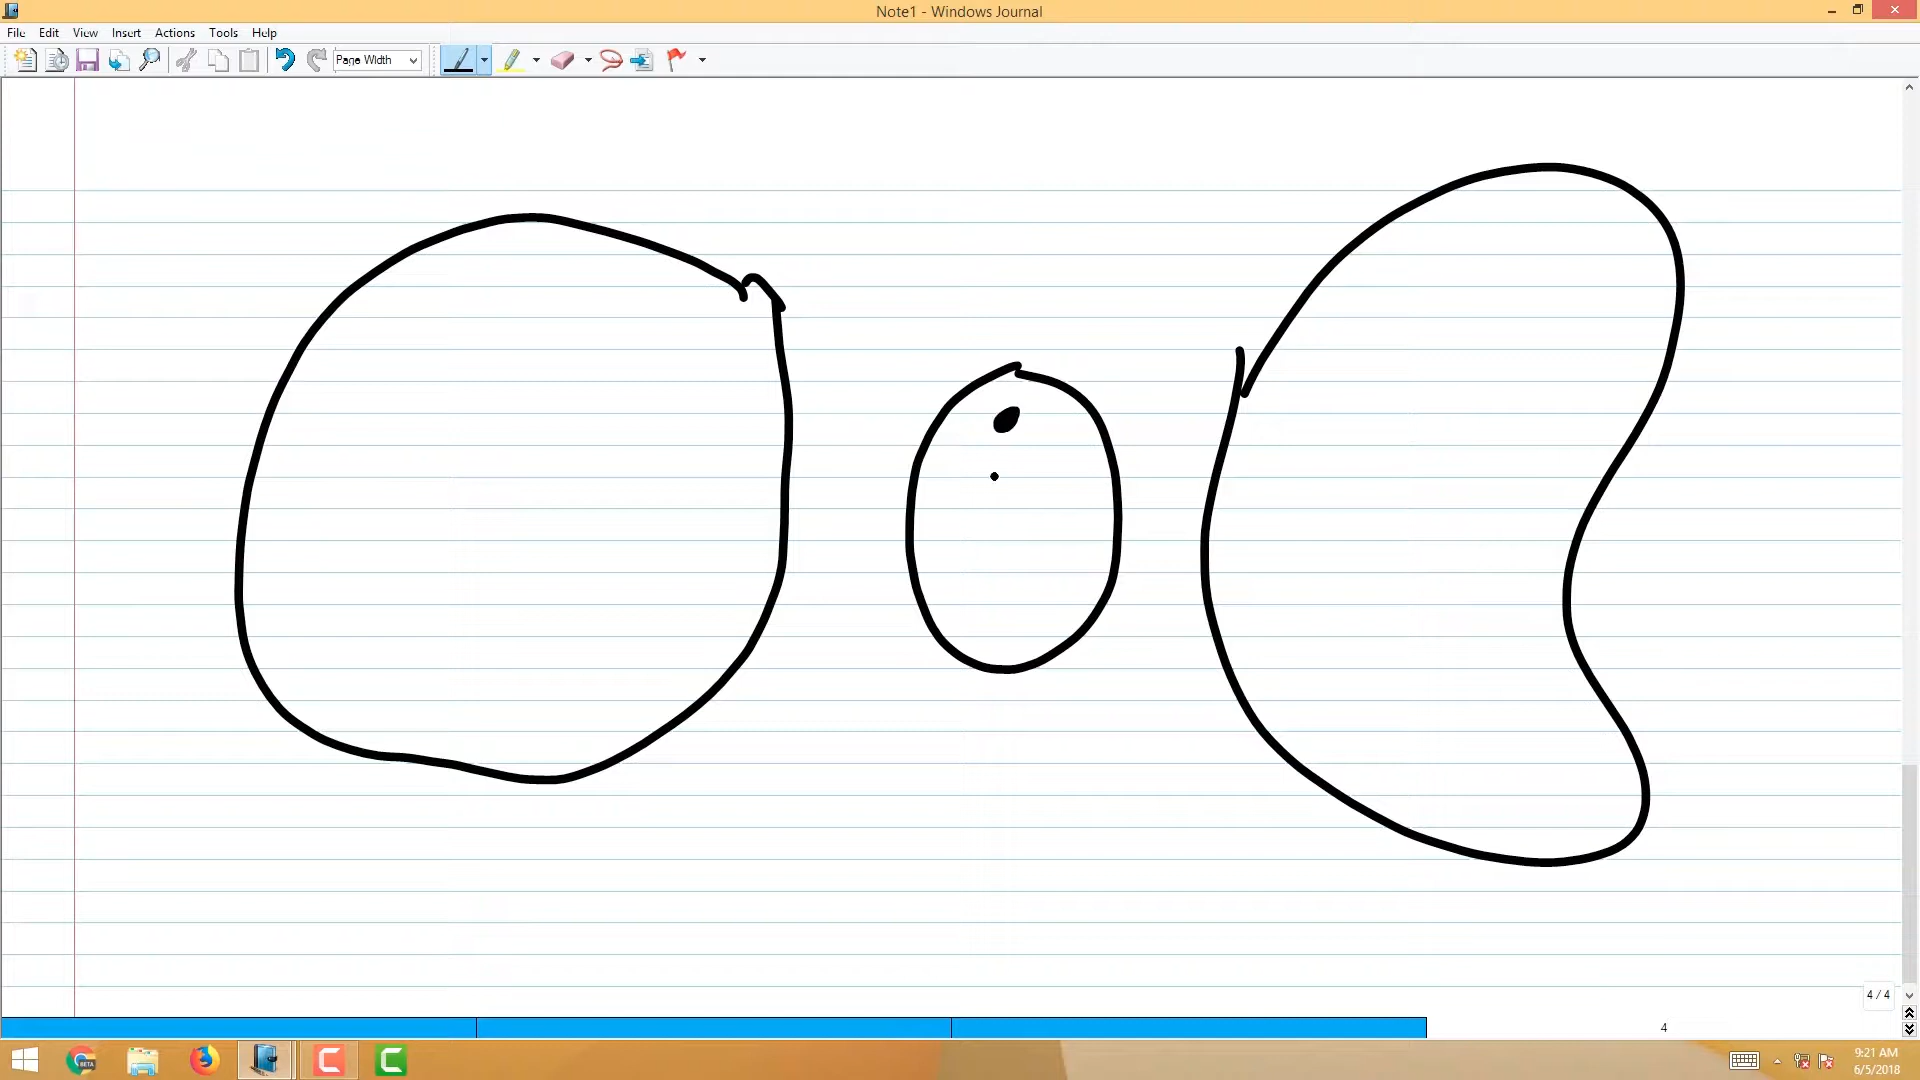 Note1 - Windows Journal
File Edit View Insert Actions Tools Help
Page Width
4 / 4
4
BETA
9:21 AM
6/5/2018